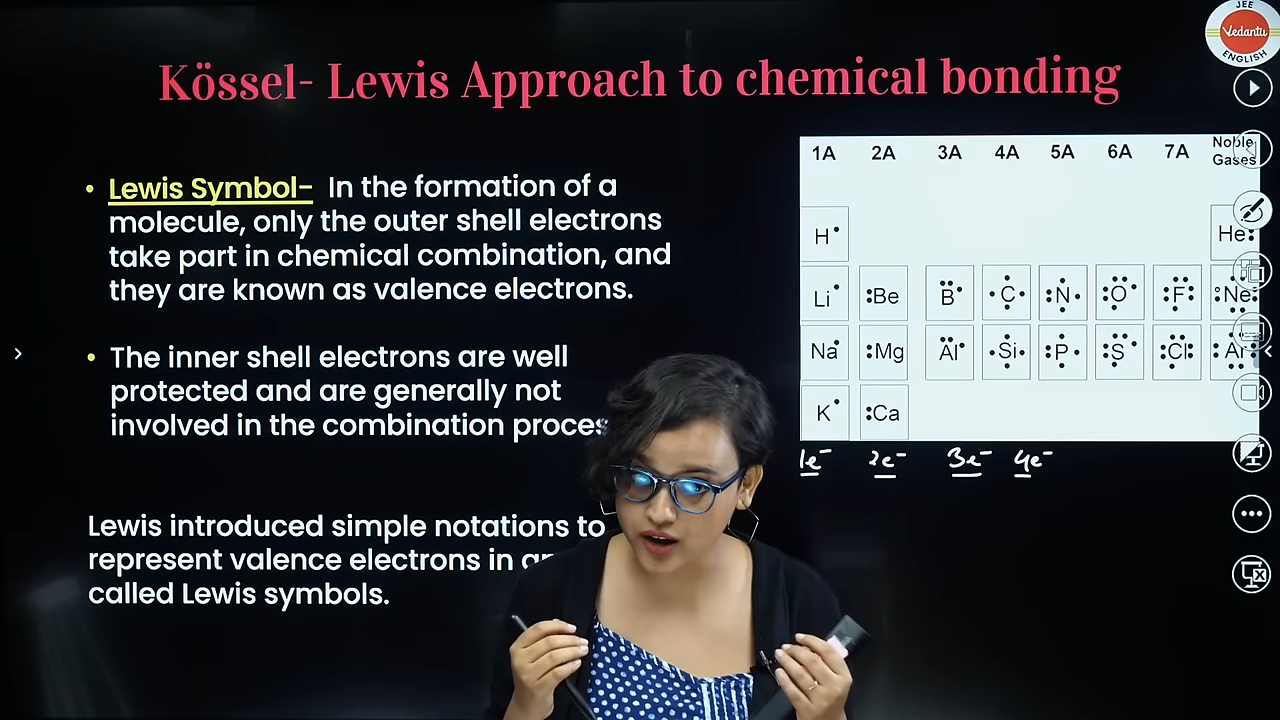 JEE
Vedantu
ENGLISH
Kössel- Lewis Approach to chemical bonding
• Lewis Symbol- In the formation of a
molecule, only the outer shell electrons
take part in chemical combination, and
they are known as valence electrons.
• The inner shell electrons are well
protected and are generally not
involved in the combination
Lewis introduced simple notations to
represent valence electrons in
called Lewis symbols.
1A 2A 3A 4A 5A 6A 7A Noble
Gases
H He
Li Be B C N O F Ne
Na Mg Al Si P S Cl Ar
K Ca
1e⁻ 2e⁻ 3e⁻ 4e⁻